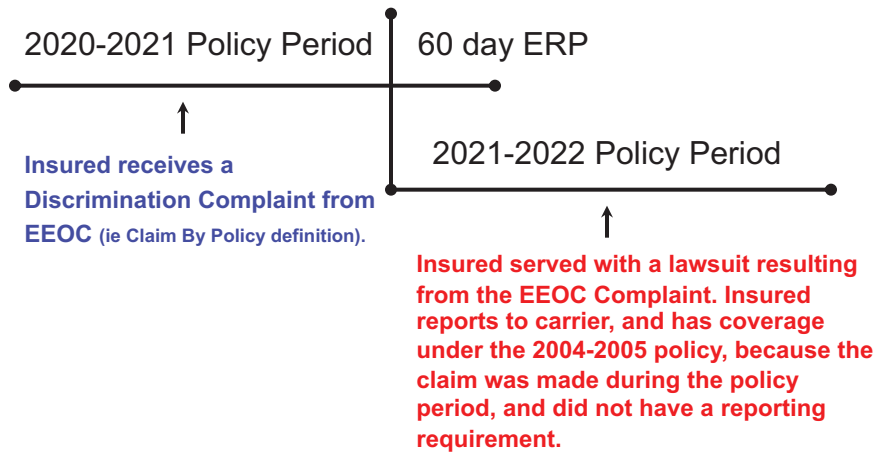 2020-2021 Policy Period
60 day ERP
Insured receives a
Discrimination Complaint from
EEOC (ie Claim By Policy definition).
2021-2022 Policy Period
Insured served with a lawsuit resulting
from the EEOC Complaint. Insured
reports to carrier, and has coverage
under the 2004-2005 policy, because the
claim was made during the policy
period, and did not have a reporting
requirement.